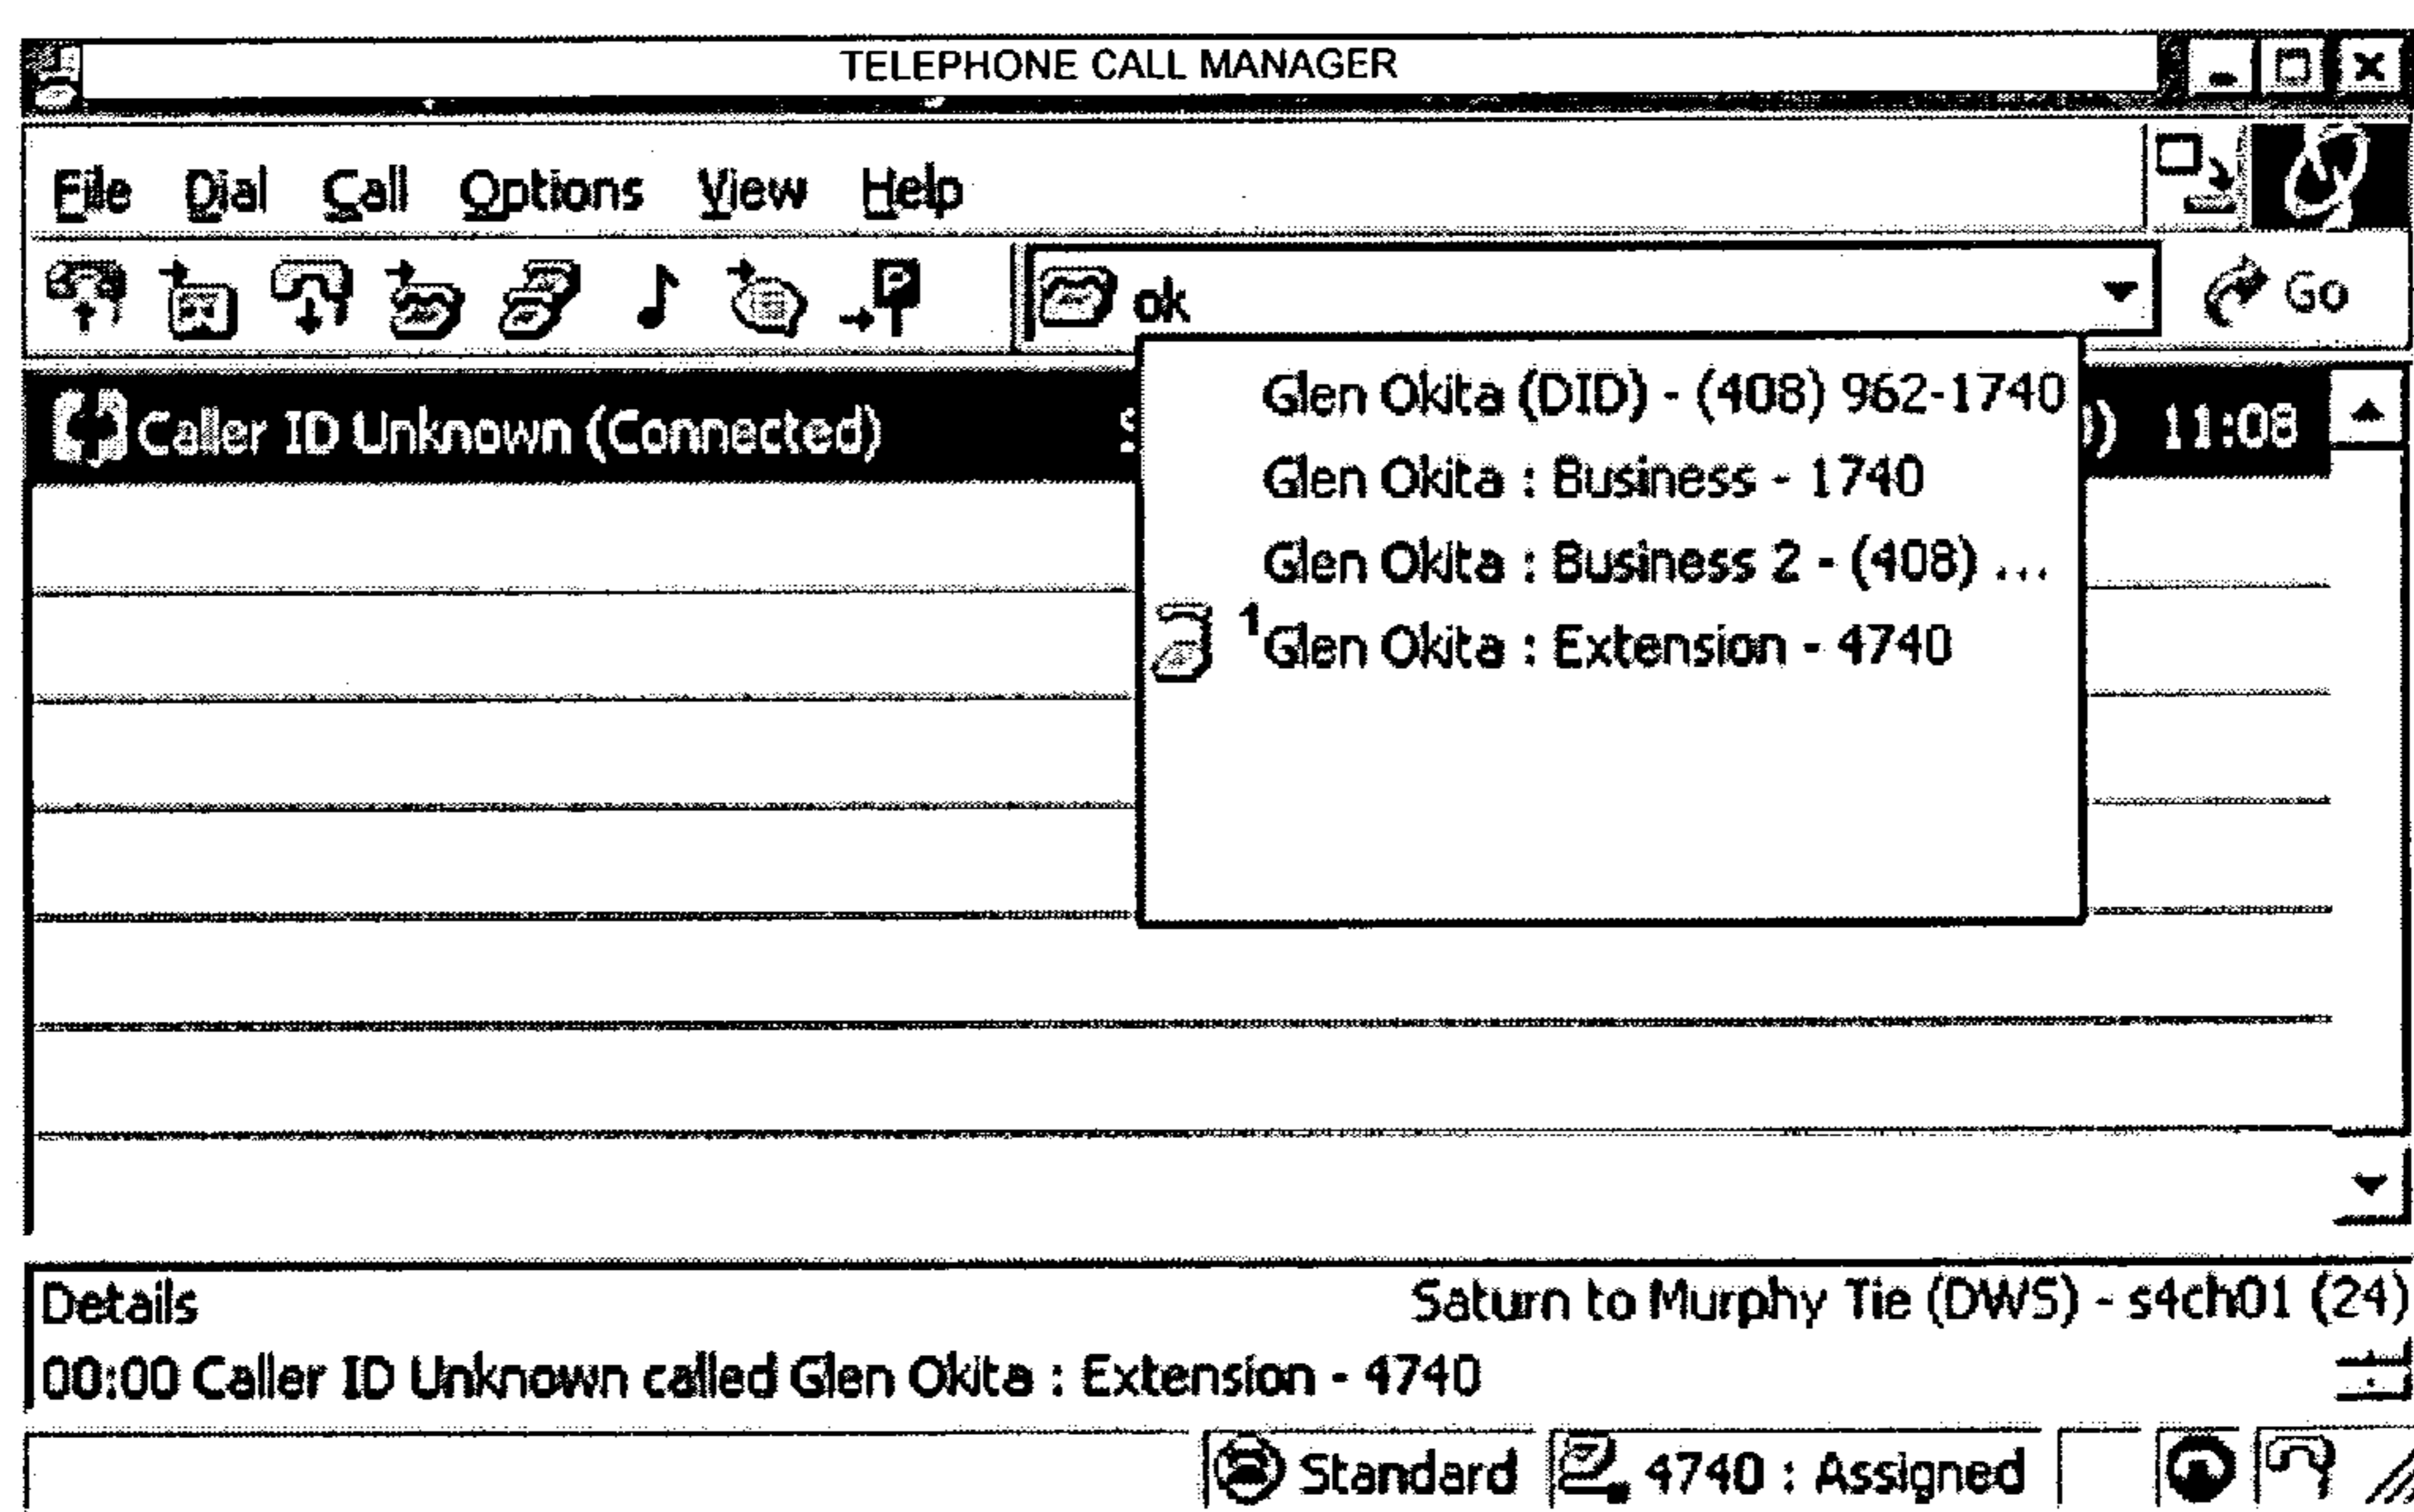 TELEPHONE CALL MANAGER
File Dial Call Options View Help
P ok Go
Glen Okita (DID) - (408) 962-1740
Caller ID Unknown (Connected) ) 11:08
Glen Okita : Business - 1740
Glen Okita : Business 2 - (408) ...
1 Glen Okita : Extension - 4740
Details Saturn to Murphy Tie (DWS) - s4ch01 (24)
00:00 Caller ID Unknown called Glen Okita : Extension - 4740
Standard 4740 : Assigned